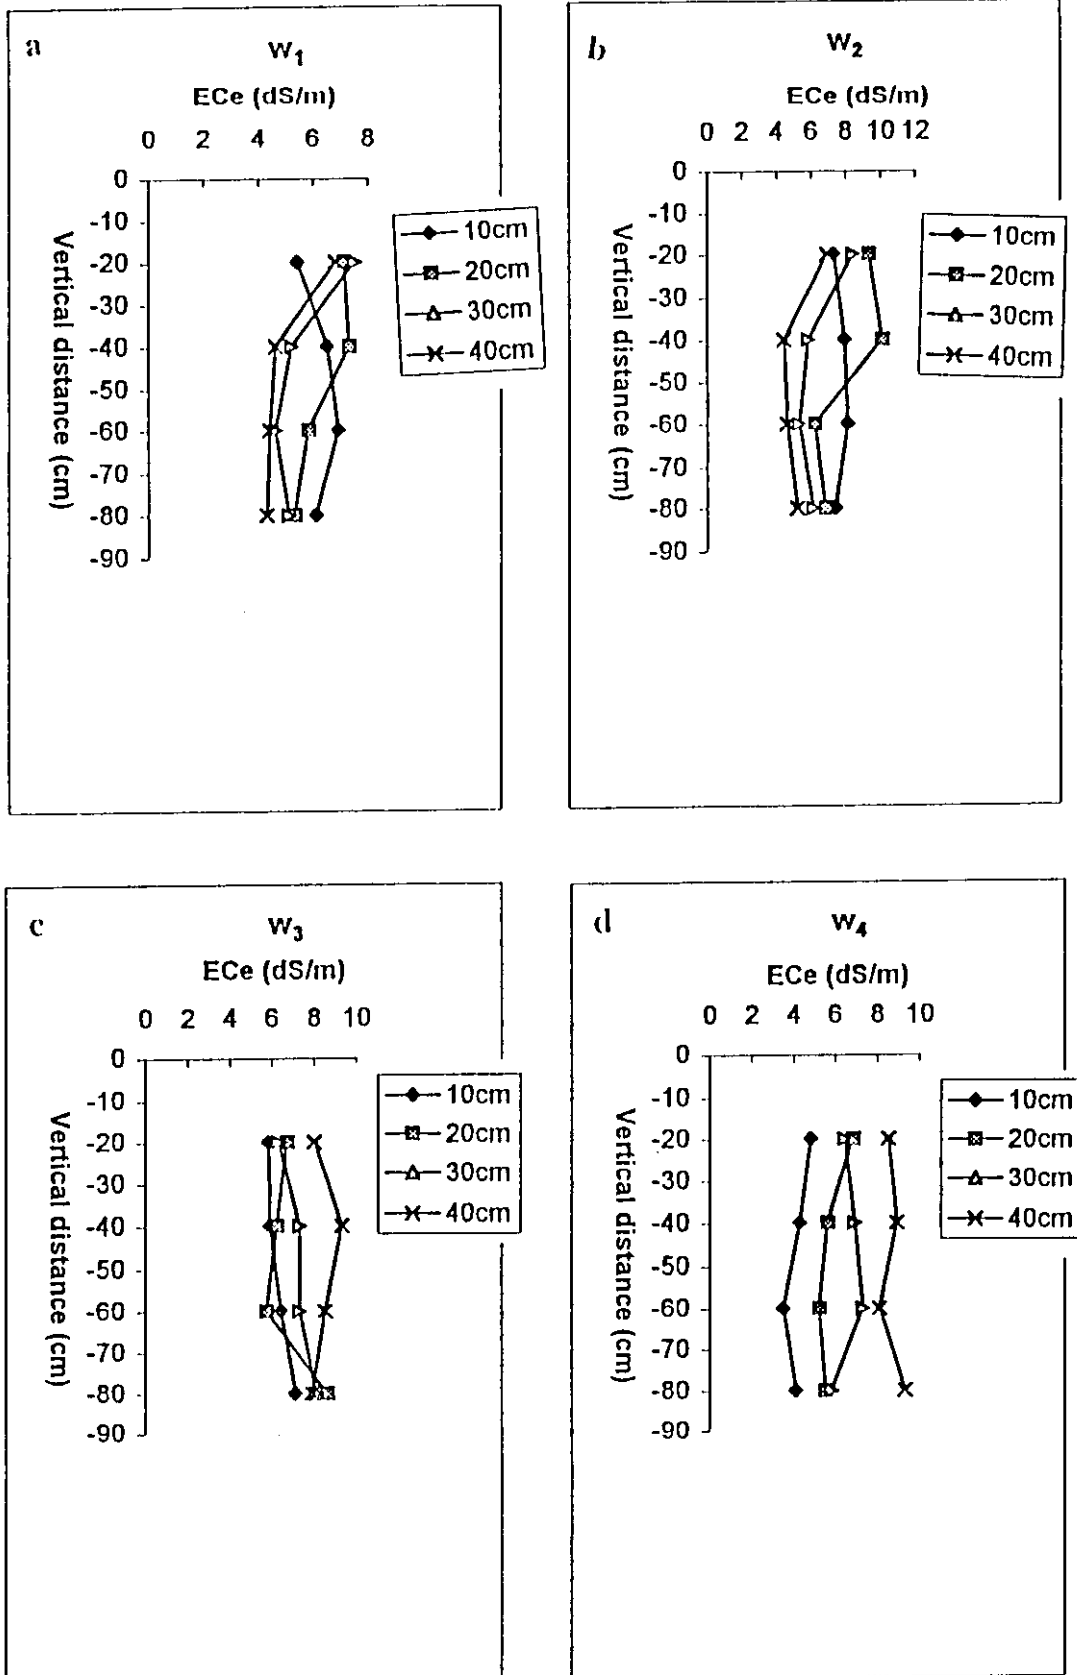 a
W₁
ECe (dS/m)
0 2 4 6 8
0
-10
-20
-30
-40
-50
-60
-70
-80
-90
Vertical distance (cm)
10cm
20cm
30cm
40cm
b
W₂
ECe (dS/m)
0 2 4 6 8 10 12
0
-10
-20
-30
-40
-50
-60
-70
-80
-90
Vertical distance (cm)
10cm
20cm
30cm
40cm
c
W₃
ECe (dS/m)
0 2 4 6 8 10
0
-10
-20
-30
-40
-50
-60
-70
-80
-90
Vertical distance (cm)
10cm
20cm
30cm
40cm
d
W₄
ECe (dS/m)
0 2 4 6 8 10
0
-10
-20
-30
-40
-50
-60
-70
-80
-90
Vertical distance (cm)
10cm
20cm
30cm
40cm